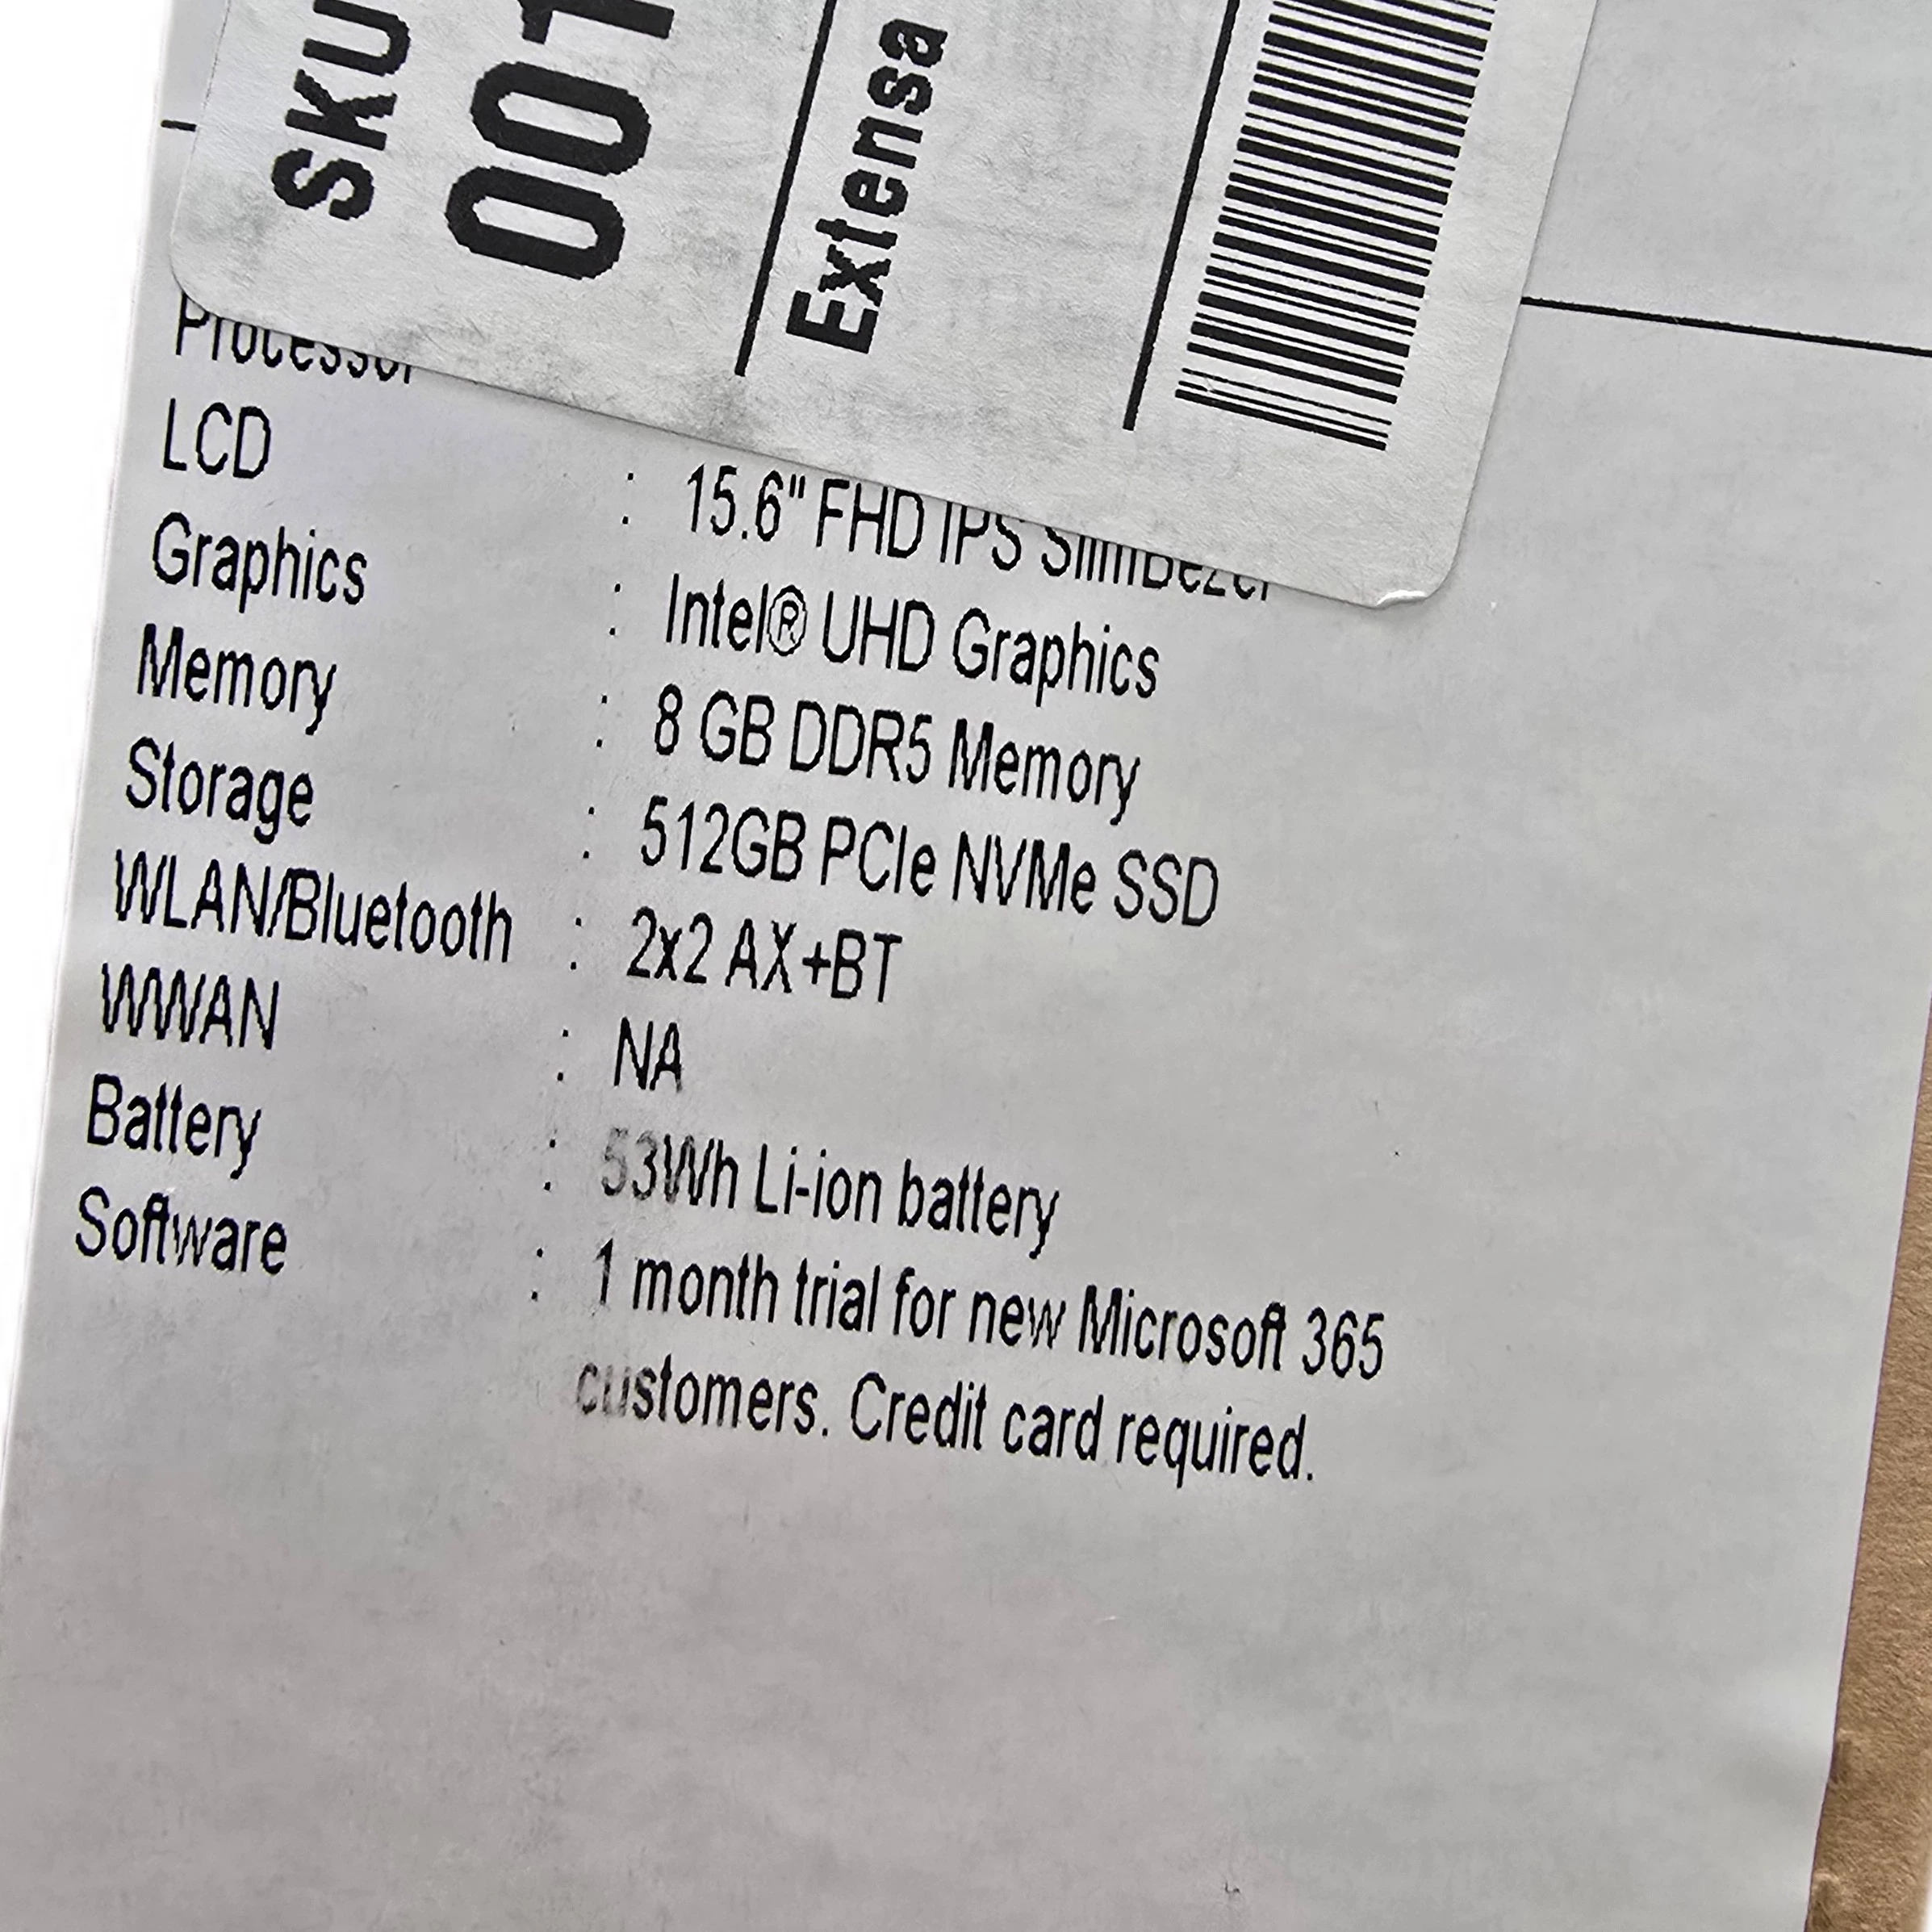 SKU
001
Extensa
Processor
LCD : 15.6" FHD IPS SlimBezel
Graphics : Intel® UHD Graphics
Memory : 8 GB DDR5 Memory
Storage : 512GB PCIe NVMe SSD
WLAN/Bluetooth : 2x2 AX+BT
WWAN : NA
Battery : 53Wh Li-ion battery
Software : 1 month trial for new Microsoft 365
customers. Credit card required.